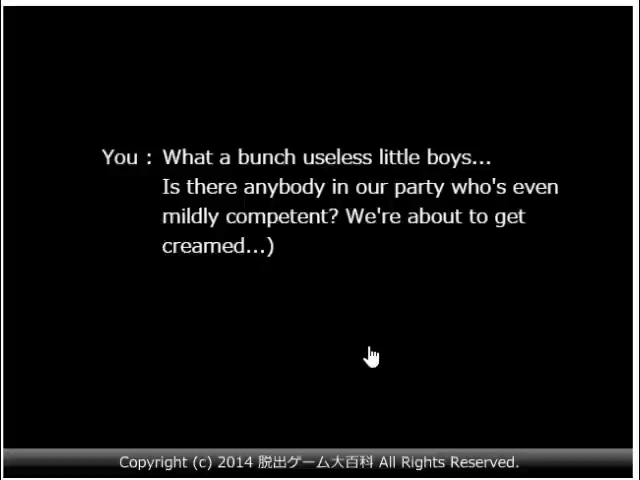 You : What a bunch useless little boys...
Is there anybody in our party who's even
mildly competent? We're about to get
creamed...)
Copyright (c) 2014 脱出ゲーム大百科 All Rights Reserved.